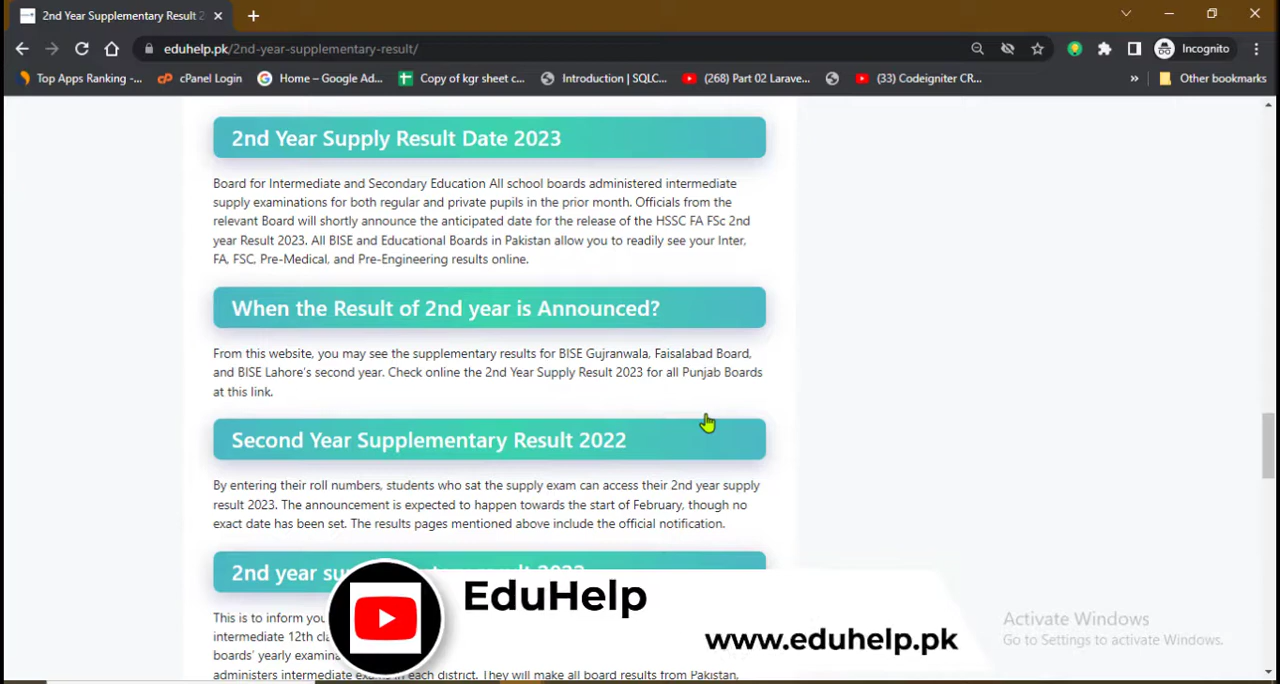 2nd Year Supplementary Result 2
eduhelp.pk/2nd-year-supplementary-result/
Incognito
Top Apps Ranking -...
cPanel Login
Home – Google Ad...
Copy of kgr sheet c...
Introduction | SQLC...
(268) Part 02 Larave...
(33) Codeigniter CR...
»
Other bookmarks
2nd Year Supply Result Date 2023
Board for Intermediate and Secondary Education All school boards administered intermediate
supply examinations for both regular and private pupils in the prior month. Officials from the
relevant Board will shortly announce the anticipated date for the release of the HSSC FA FSc 2nd
year Result 2023. All BISE and Educational Boards in Pakistan allow you to readily see your Inter,
FA, FSC, Pre-Medical, and Pre-Engineering results online.
When the Result of 2nd year is Announced?
From this website, you may see the supplementary results for BISE Gujranwala, Faisalabad Board,
and BISE Lahore's second year. Check online the 2nd Year Supply Result 2023 for all Punjab Boards
at this link.
Second Year Supplementary Result 2022
By entering their roll numbers, students who sat the supply exam can access their 2nd year supply
result 2023. The announcement is expected to happen towards the start of February, though no
exact date has been set. The results pages mentioned above include the official notification.
2nd year
This is to inform
intermediate 12th
boards' yearly
administers intermediate in each district. They will make all board results from Pakistan,
EduHelp
www.eduhelp.pk
Activate Windows
Go to Settings to activate Windows.